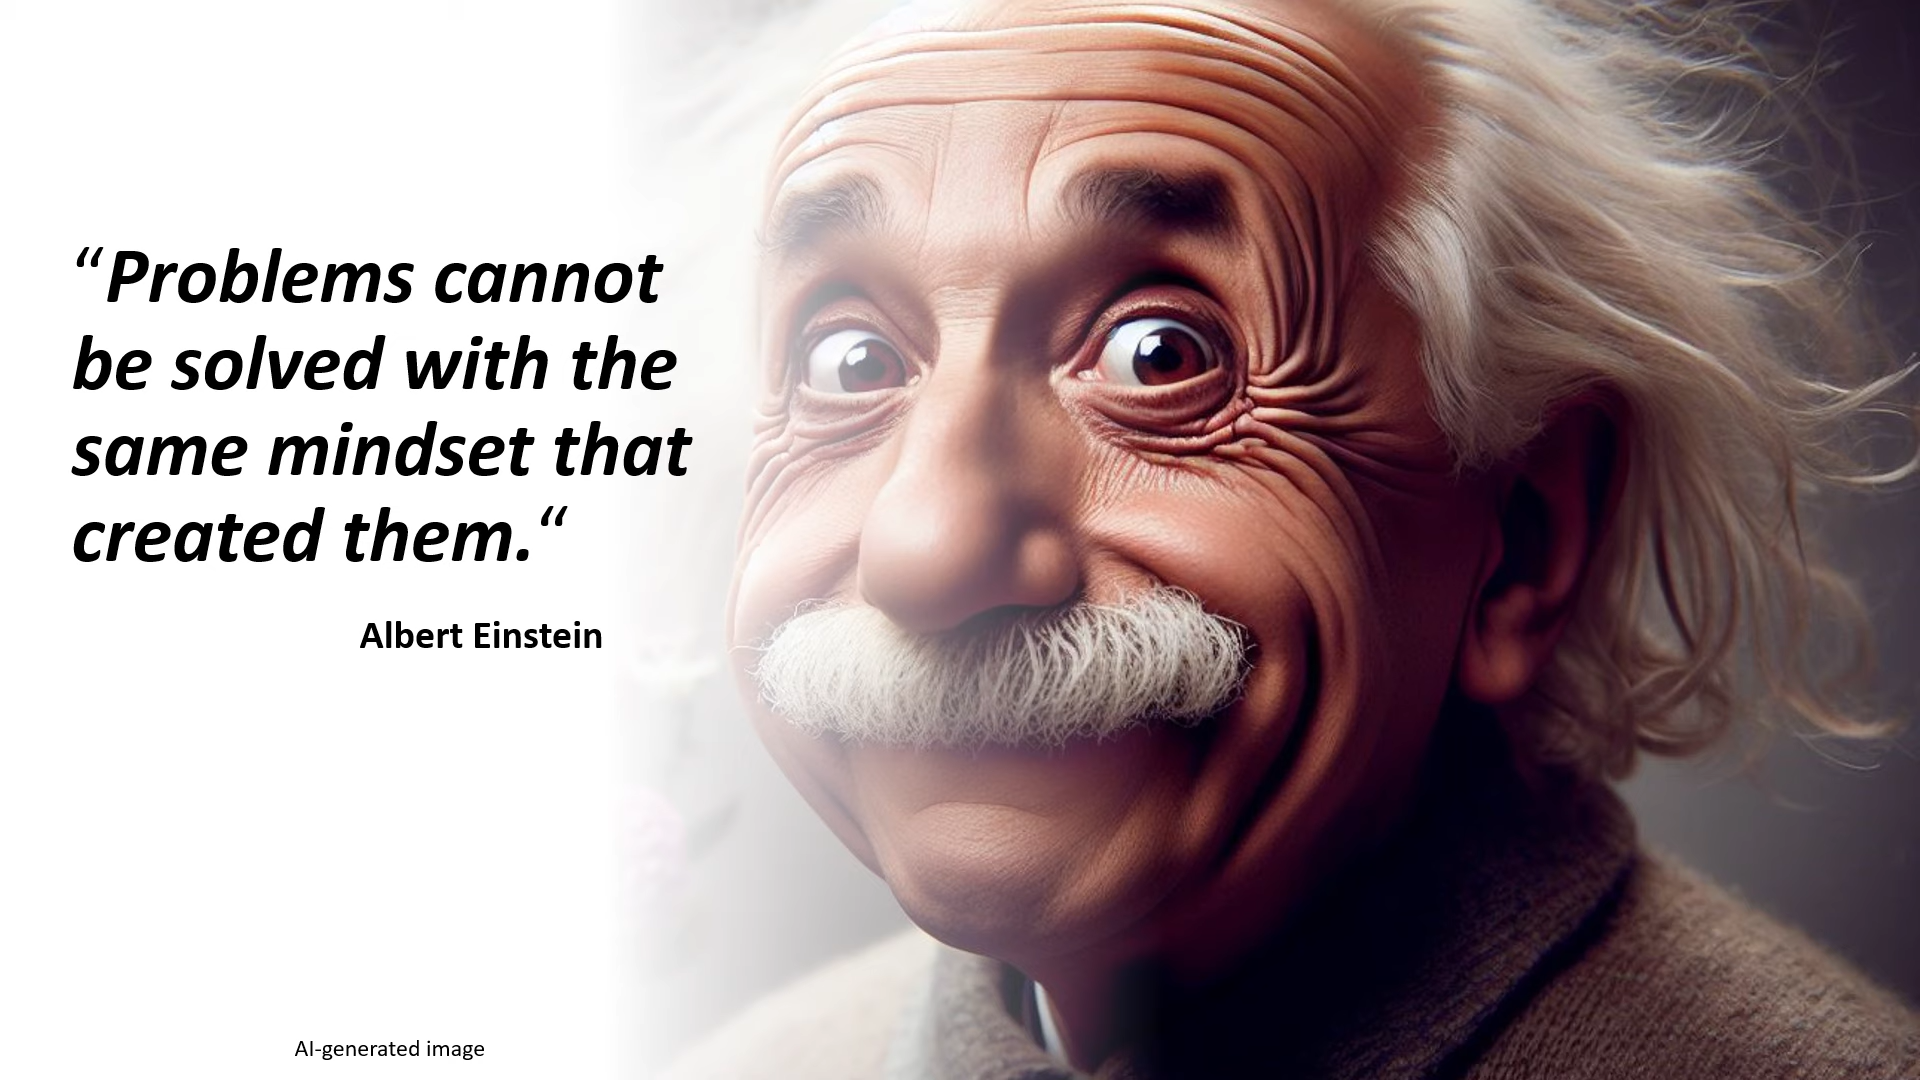 “Problems cannot
be solved with the
same mindset that
created them.“
Albert Einstein
AI-generated image